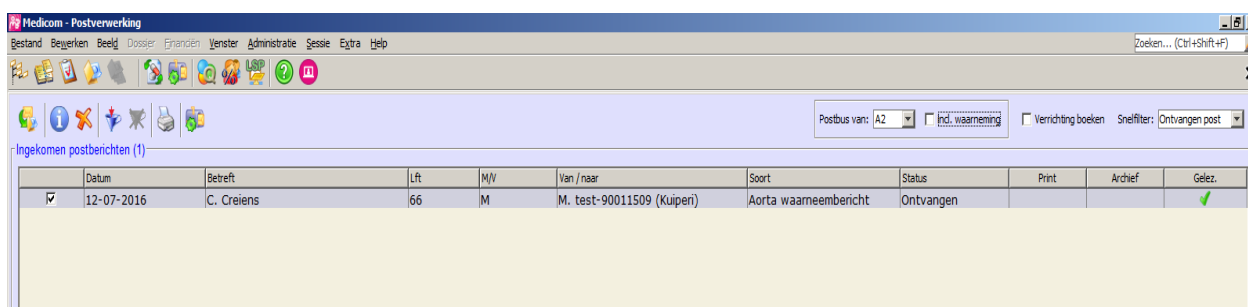 Medicom - Postverwerking
Bestand Bewerken Beeld Dossier Financiën Venster Administratie Sessie Extra Help
Zoeken... (Ctrl+Shift+F)
LSP
Postbus van: A2 Incl. waarneming Verrichting boeken Snelfilter: Ontvangen post
Ingekomen postberichten (1)
Datum Betreft Lft M/V Van / naar Soort Status Print Archief Gelez.
12-07-2016 C. Creiens 66 M M. test-90011509 (Kuiperi) Aorta waarneembericht Ontvangen